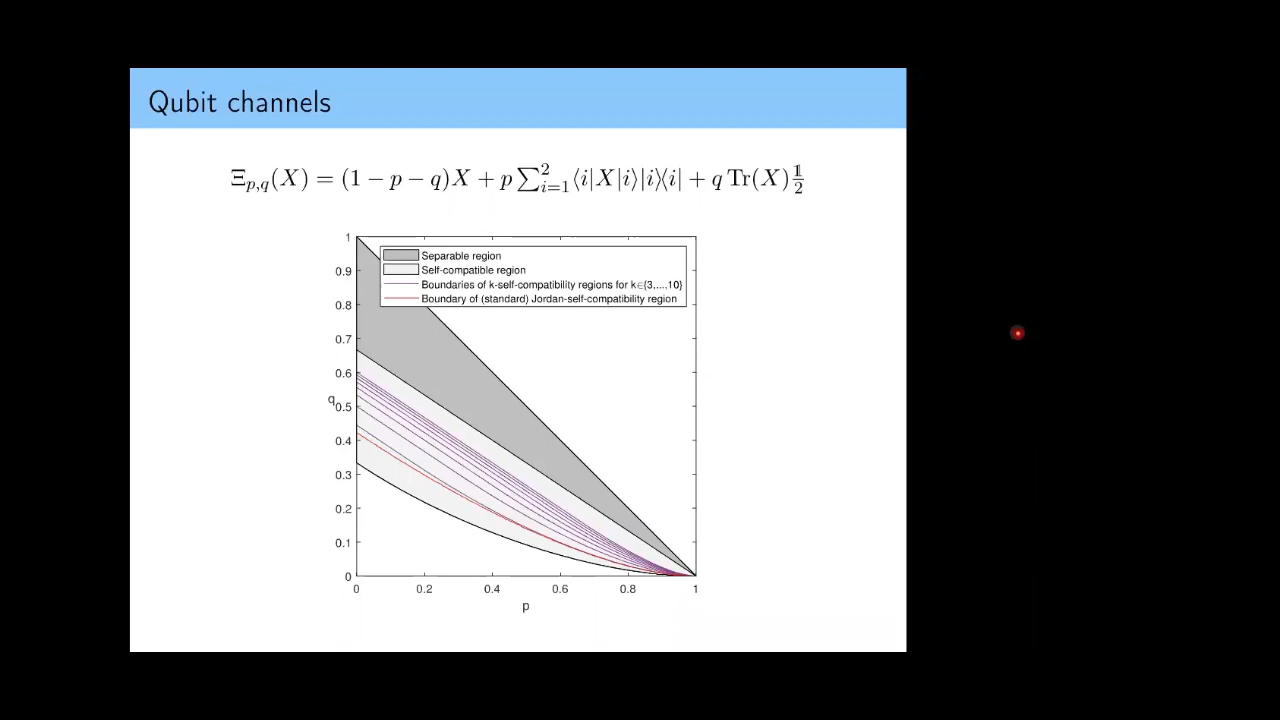 Qubit channels
Ξ_{p,q}(X) = (1 − p − q)X + p ∑_{i=1}^{2} ⟨i|X|i⟩|i⟩⟨i| + q Tr(X) 𝟙/2
1
Separable region
Self-compatible region
0.9
Boundaries of k-self-compatibility regions for k∈{3,...,10}
Boundary of (standard) Jordan-self-compatibility region
0.8
0.7
0.6
q
0.5
0.4
0.3
0.2
0.1
0
0 0.2 0.4 0.6 0.8 1
p